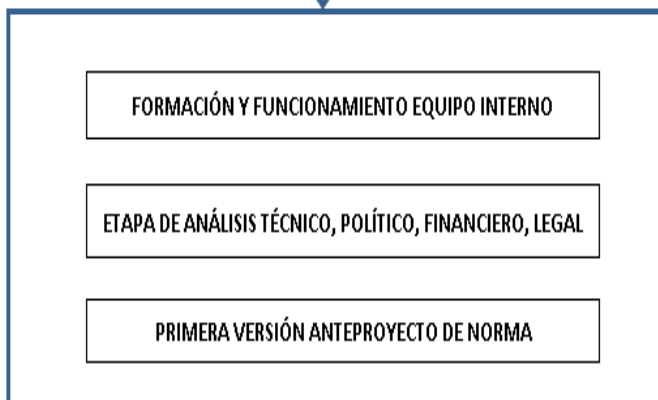 FORMACIÓN Y FUNCIONAMIENTO EQUIPO INTERNO
ETAPA DE ANÁLISIS TÉCNICO, POLÍTICO, FINANCIERO, LEGAL
PRIMERA VERSIÓN ANTEPROYECTO DE NORMA